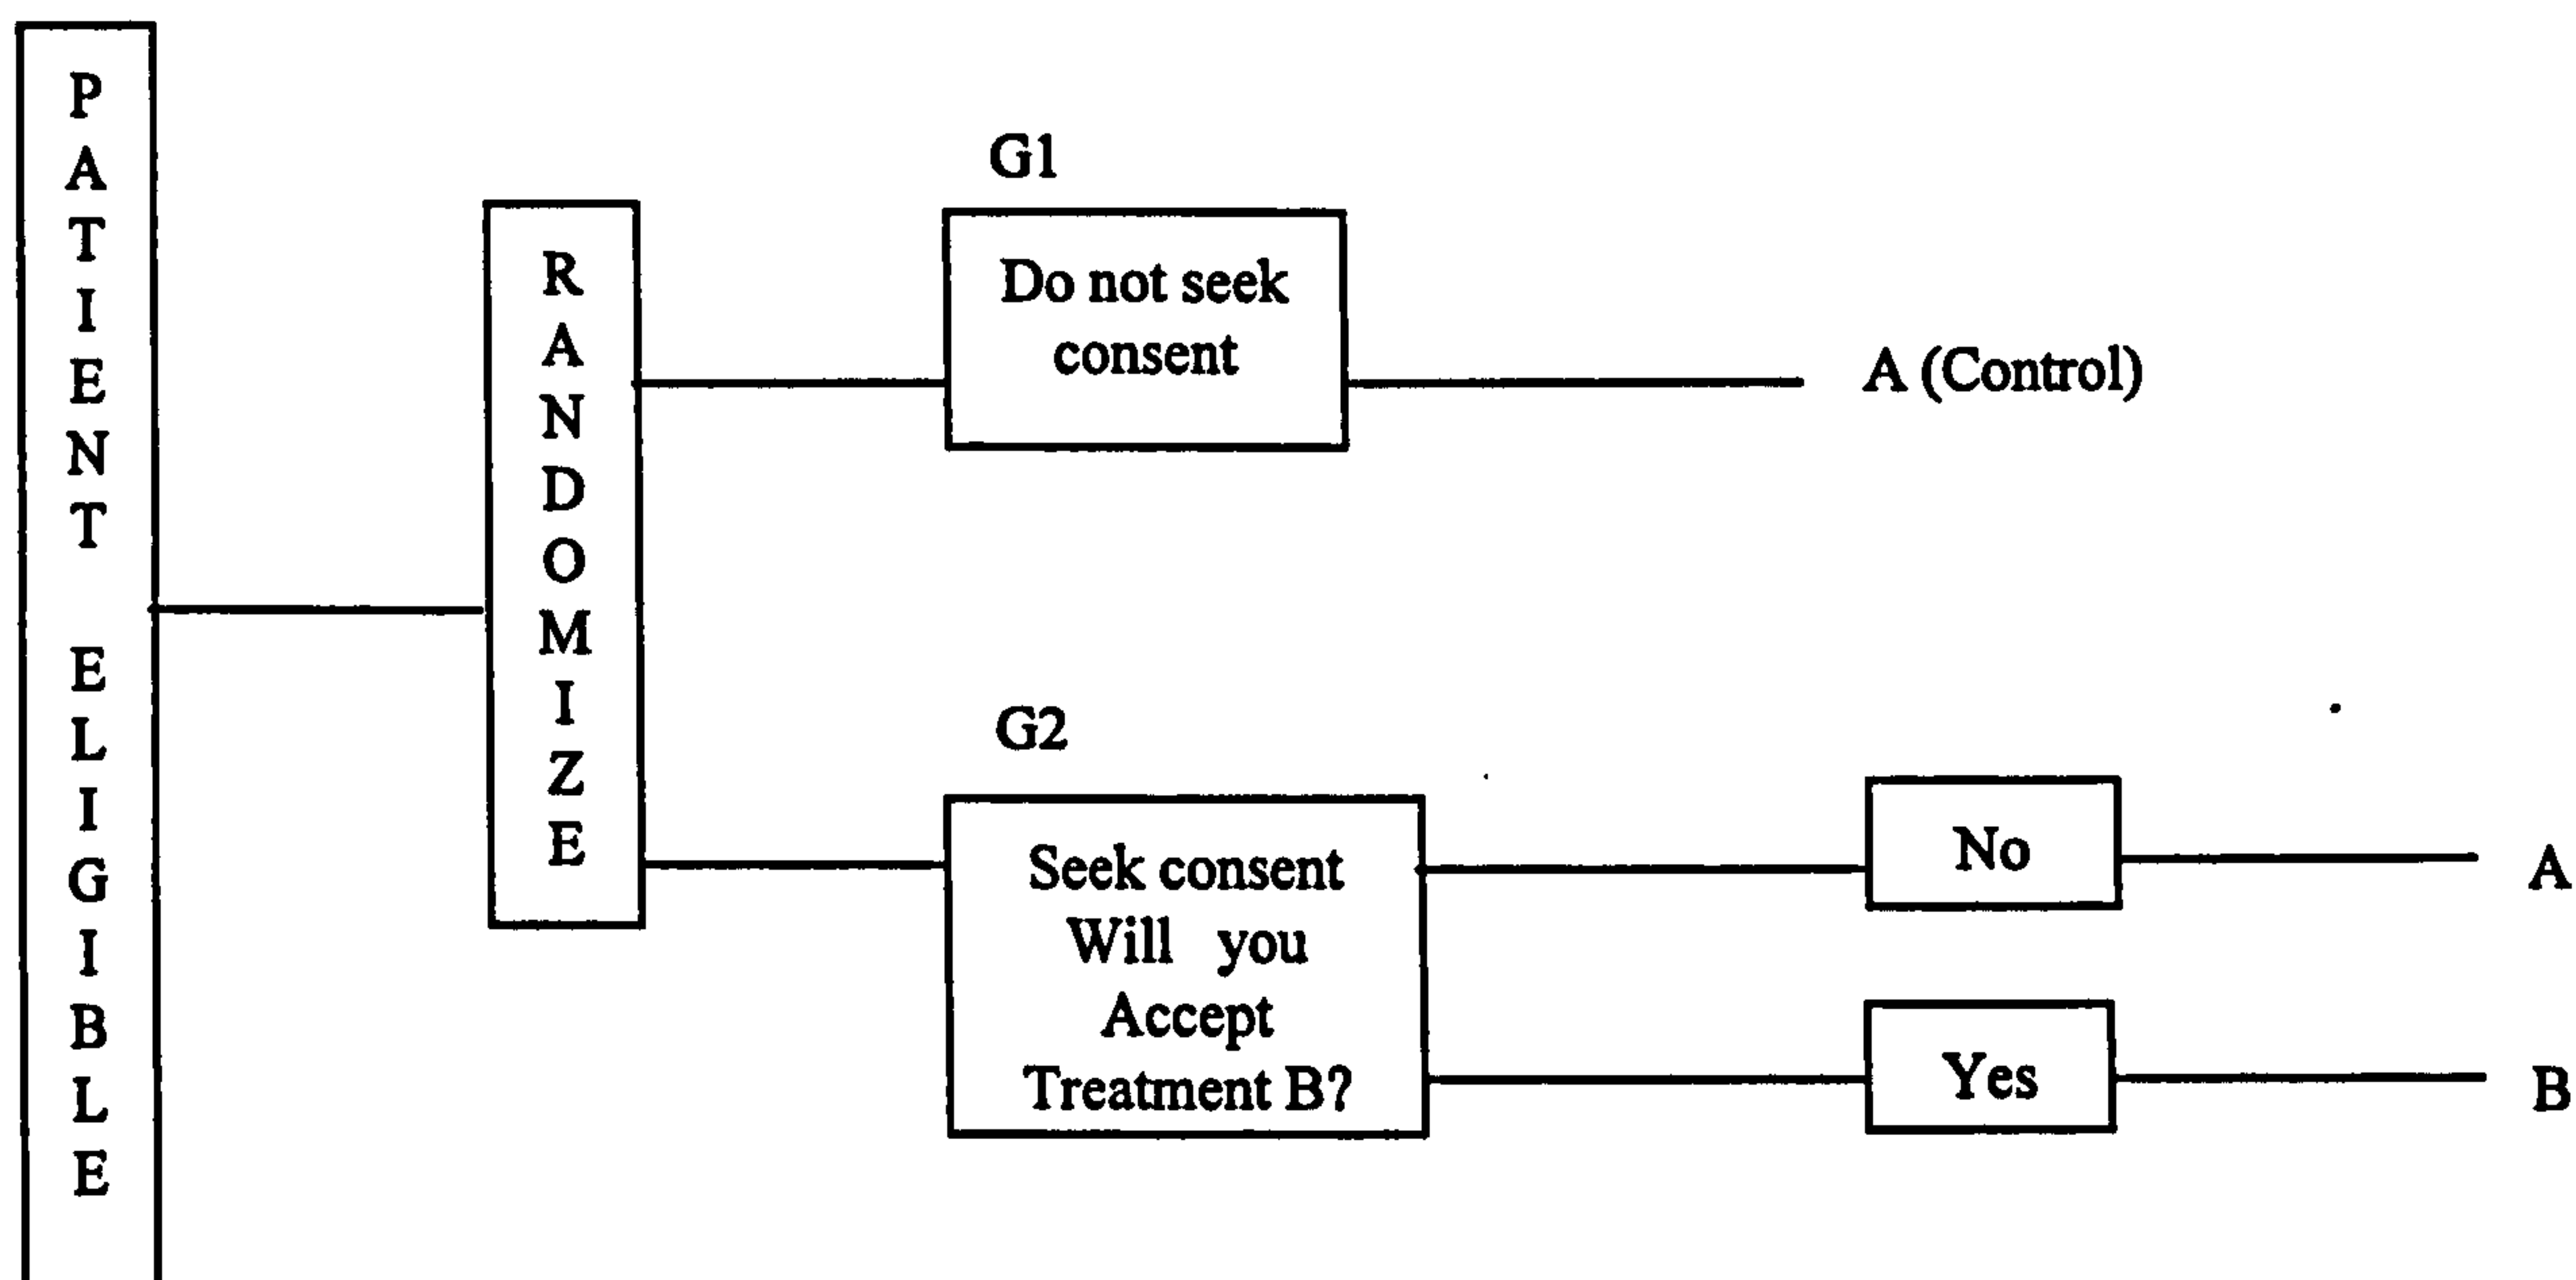 PATIENT ELIGIBLE
RANDOMIZE
G1
Do not seek
consent
A (Control)
G2
Seek consent
Will you
Accept
Treatment B?
No
A
Yes
B